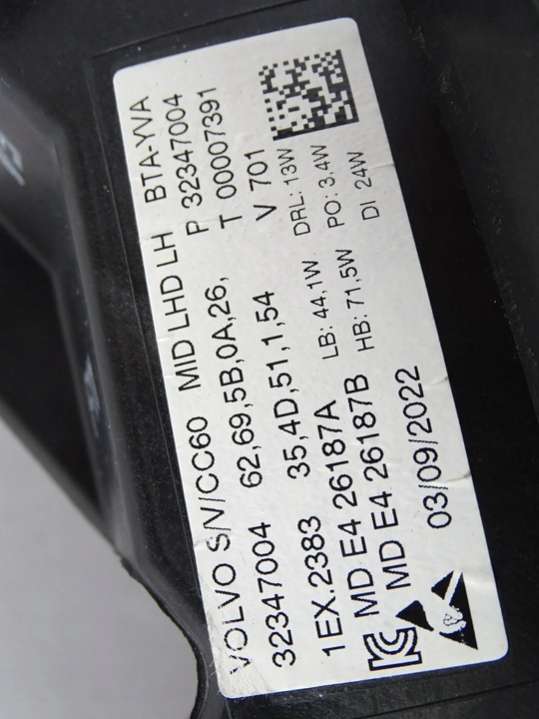 VOLVO S/V/CC60 MID LHD LH BTA-YVA
32347004 62,69,5B,0A,26, P 32347004
35,4D,51,1,54 T 00007391
1EX.2383 V 701
MD E4 26187A LB: 44,1W DRL: 13W
MD E4 26187B HB: 71,5W PO: 3.4W
DI 24W
03/09/2022